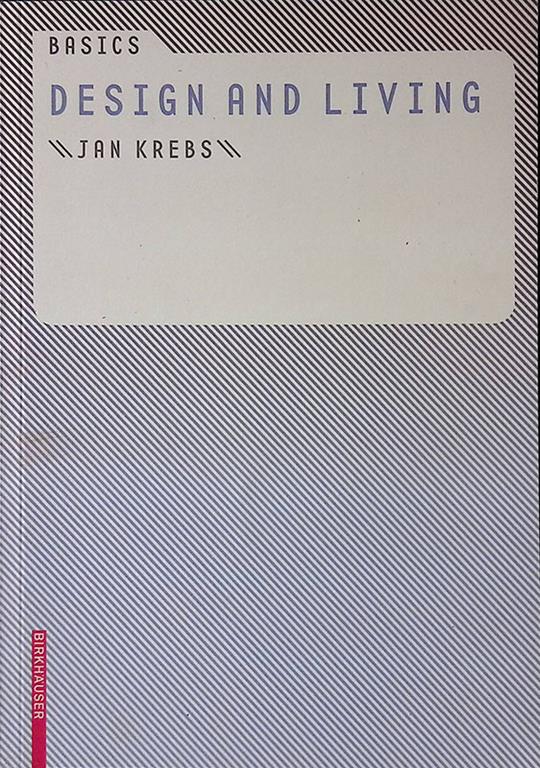 BASICS
DESIGN AND LIVING
\\JAN KREBS\\
BIRKHÄUSER